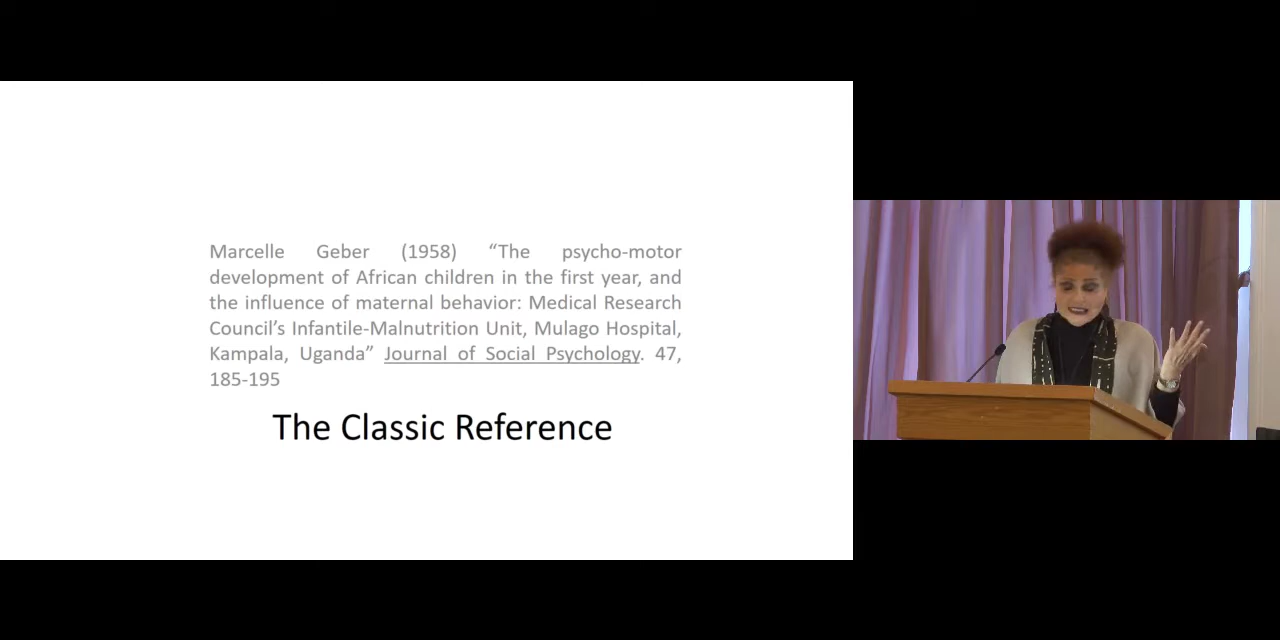 Marcelle Geber (1958) “The psycho-motor
development of African children in the first year, and
the influence of maternal behavior: Medical Research
Council’s Infantile-Malnutrition Unit, Mulago Hospital,
Kampala, Uganda” Journal of Social Psychology. 47,
185-195
The Classic Reference